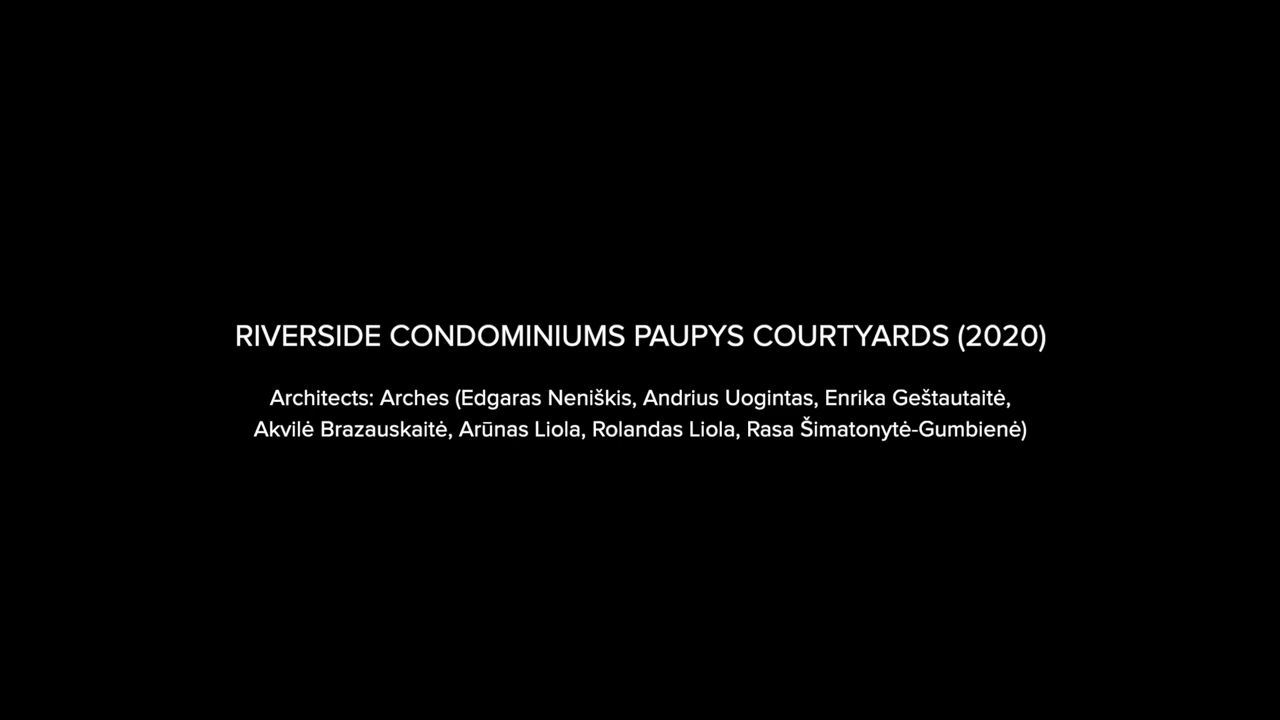 RIVERSIDE CONDOMINIUMS PAUPYS COURTYARDS (2020)
Architects: Arches (Edgaras Neniškis, Andrius Uogintas, Enrika Geštautaitė,
Akvilė Brazauskaitė, Arūnas Liola, Rolandas Liola, Rasa Šimatonytė-Gumbienė)